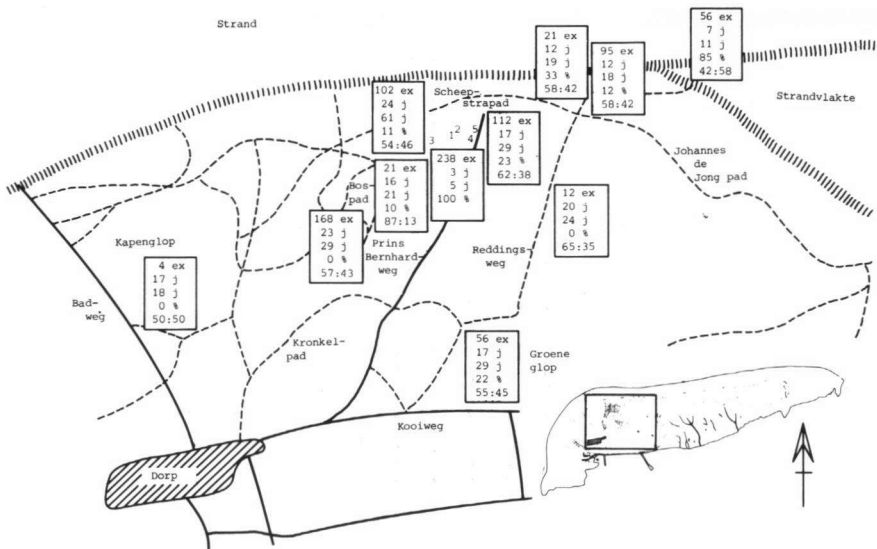 Strand
21 ex
12 j
19 j
33 %
58:42
95 ex
12 j
18 j
12 %
58:42
56 ex
7 j
11 j
85 %
42:58
Strandvlakte
102 ex
24 j
61 j
11 %
54:46
Scheep-
strapad
3
1
2
5
4
112 ex
17 j
29 j
23 %
62:38
238 ex
3 j
5 j
100 %
Johannes
de
Jong pad
Bos-
pad
21 ex
16 j
21 j
10 %
87:13
168 ex
23 j
29 j
0 %
57:43
Prins
Bernhard-
weg
Reddings-
weg
12 ex
20 j
24 j
0 %
65:35
Kapenglop
4 ex
17 j
18 j
0 %
50:50
Bad-
weg
Kronkel-
pad
56 ex
17 j
29 j
22 %
55:45
Groene
glop
Kooiweg
Dorp